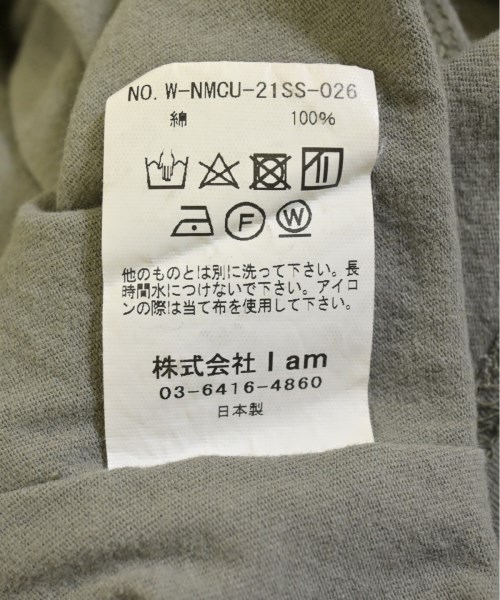 NO. W-NMCU-21SS-026
綿 100%
F W
他のものとは別に洗って下さい。長
時間水につけないで下さい。アイロ
ンの際は当て布を使用して下さい。
株式会社 I am
03-6416-4860
日本製